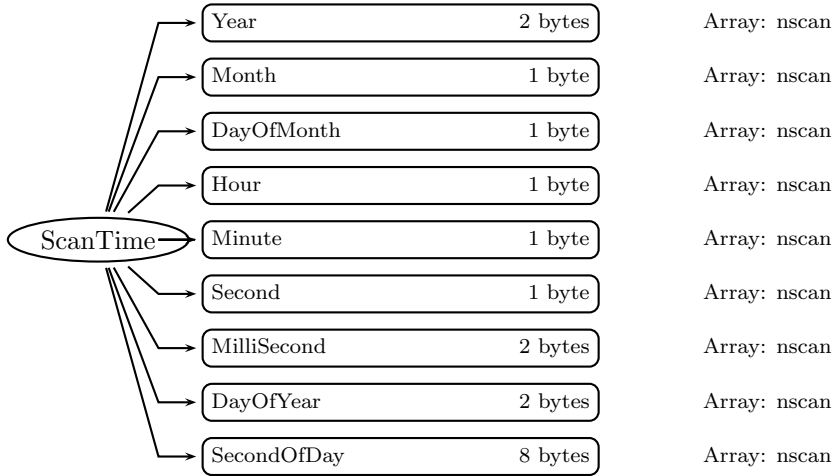 Year 2 bytes Array: nscan
Month 1 byte Array: nscan
DayOfMonth 1 byte Array: nscan
Hour 1 byte Array: nscan
ScanTime Minute 1 byte Array: nscan
Second 1 byte Array: nscan
MilliSecond 2 bytes Array: nscan
DayOfYear 2 bytes Array: nscan
SecondOfDay 8 bytes Array: nscan